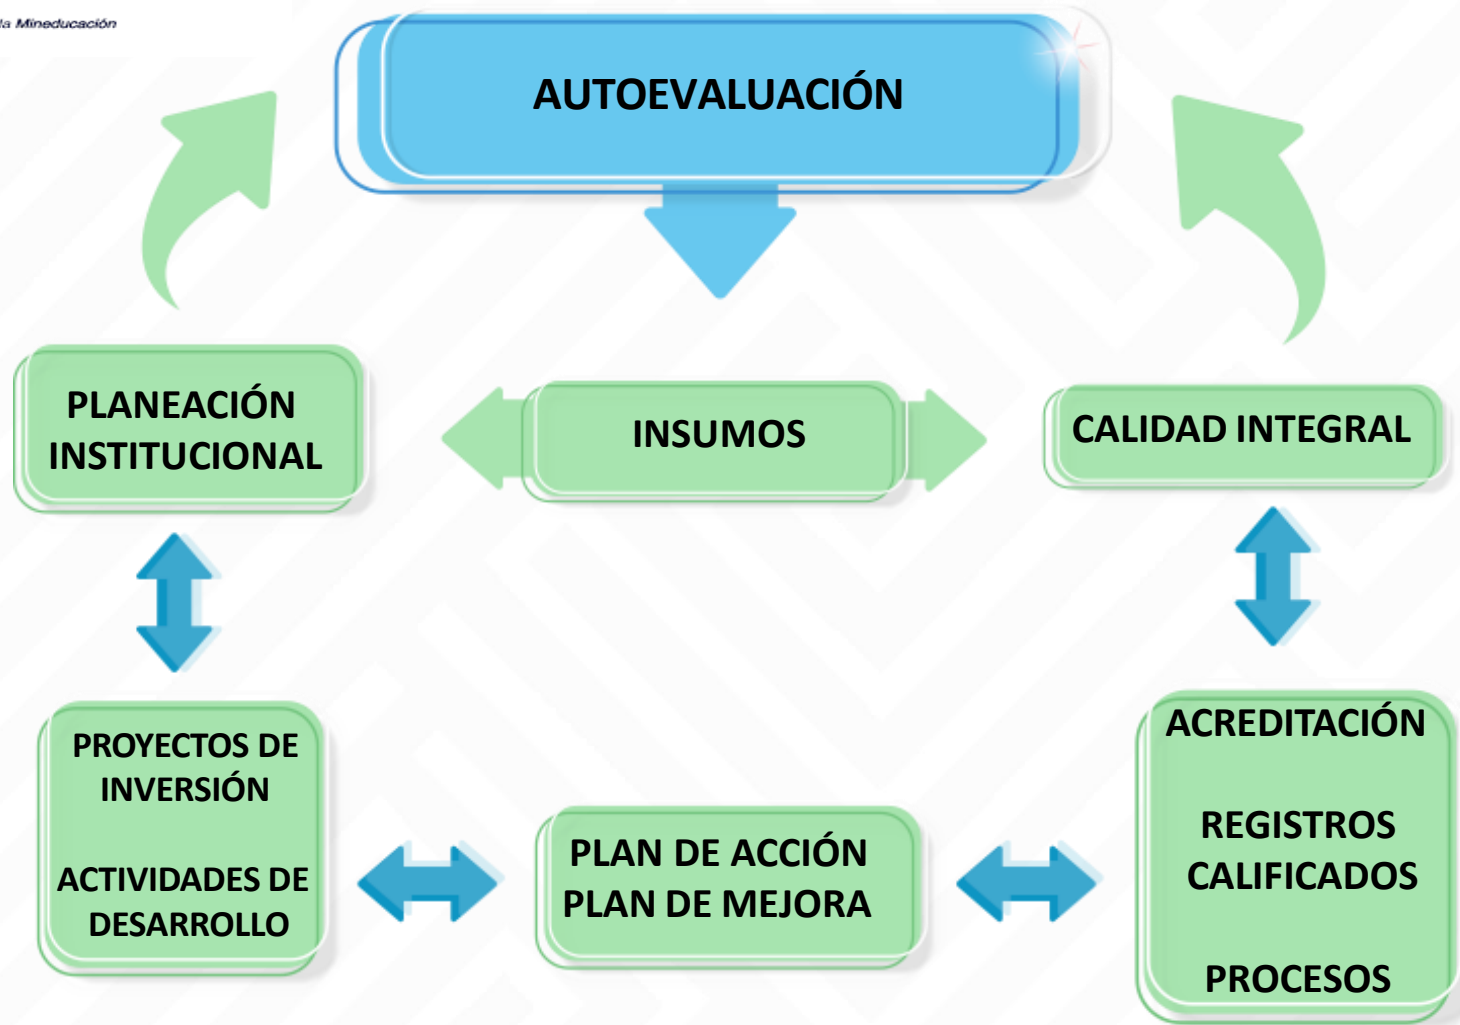 Mineducación
AUTOEVALUACIÓN
PLANEACIÓN
INSTITUCIONAL
INSUMOS
CALIDAD INTEGRAL
PROYECTOS DE
INVERSIÓN
ACTIVIDADES DE
DESARROLLO
PLAN DE ACCIÓN
PLAN DE MEJORA
ACREDITACIÓN
REGISTROS
CALIFICADOS
PROCESOS